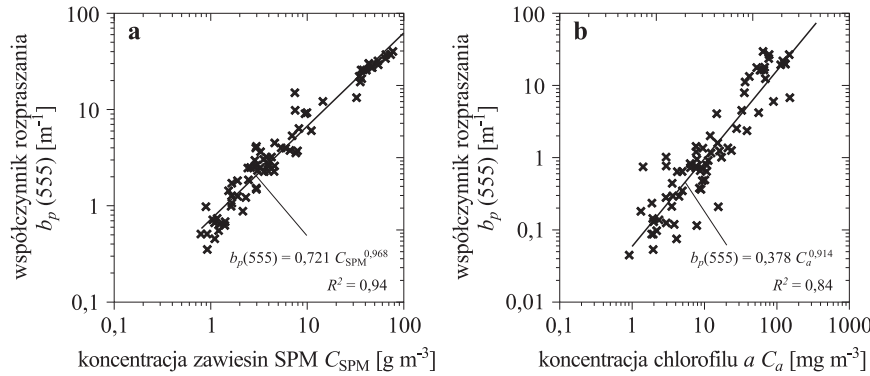 a
współczynnik rozpraszania
b_p (555) [m⁻¹]
100
10
1
0,1
0,1 1 10 100
b_p(555) = 0,721 C_SPM^0,968
R² = 0,94
koncentracja zawiesin SPM C_SPM [g m⁻³]
b
współczynnik rozpraszania
b_p (555) [m⁻¹]
100
10
1
0,1
0,01
0,1 1 10 100 1000
b_p(555) = 0,378 C_a^0,914
R² = 0,84
koncentracja chlorofilu a C_a [mg m⁻³]